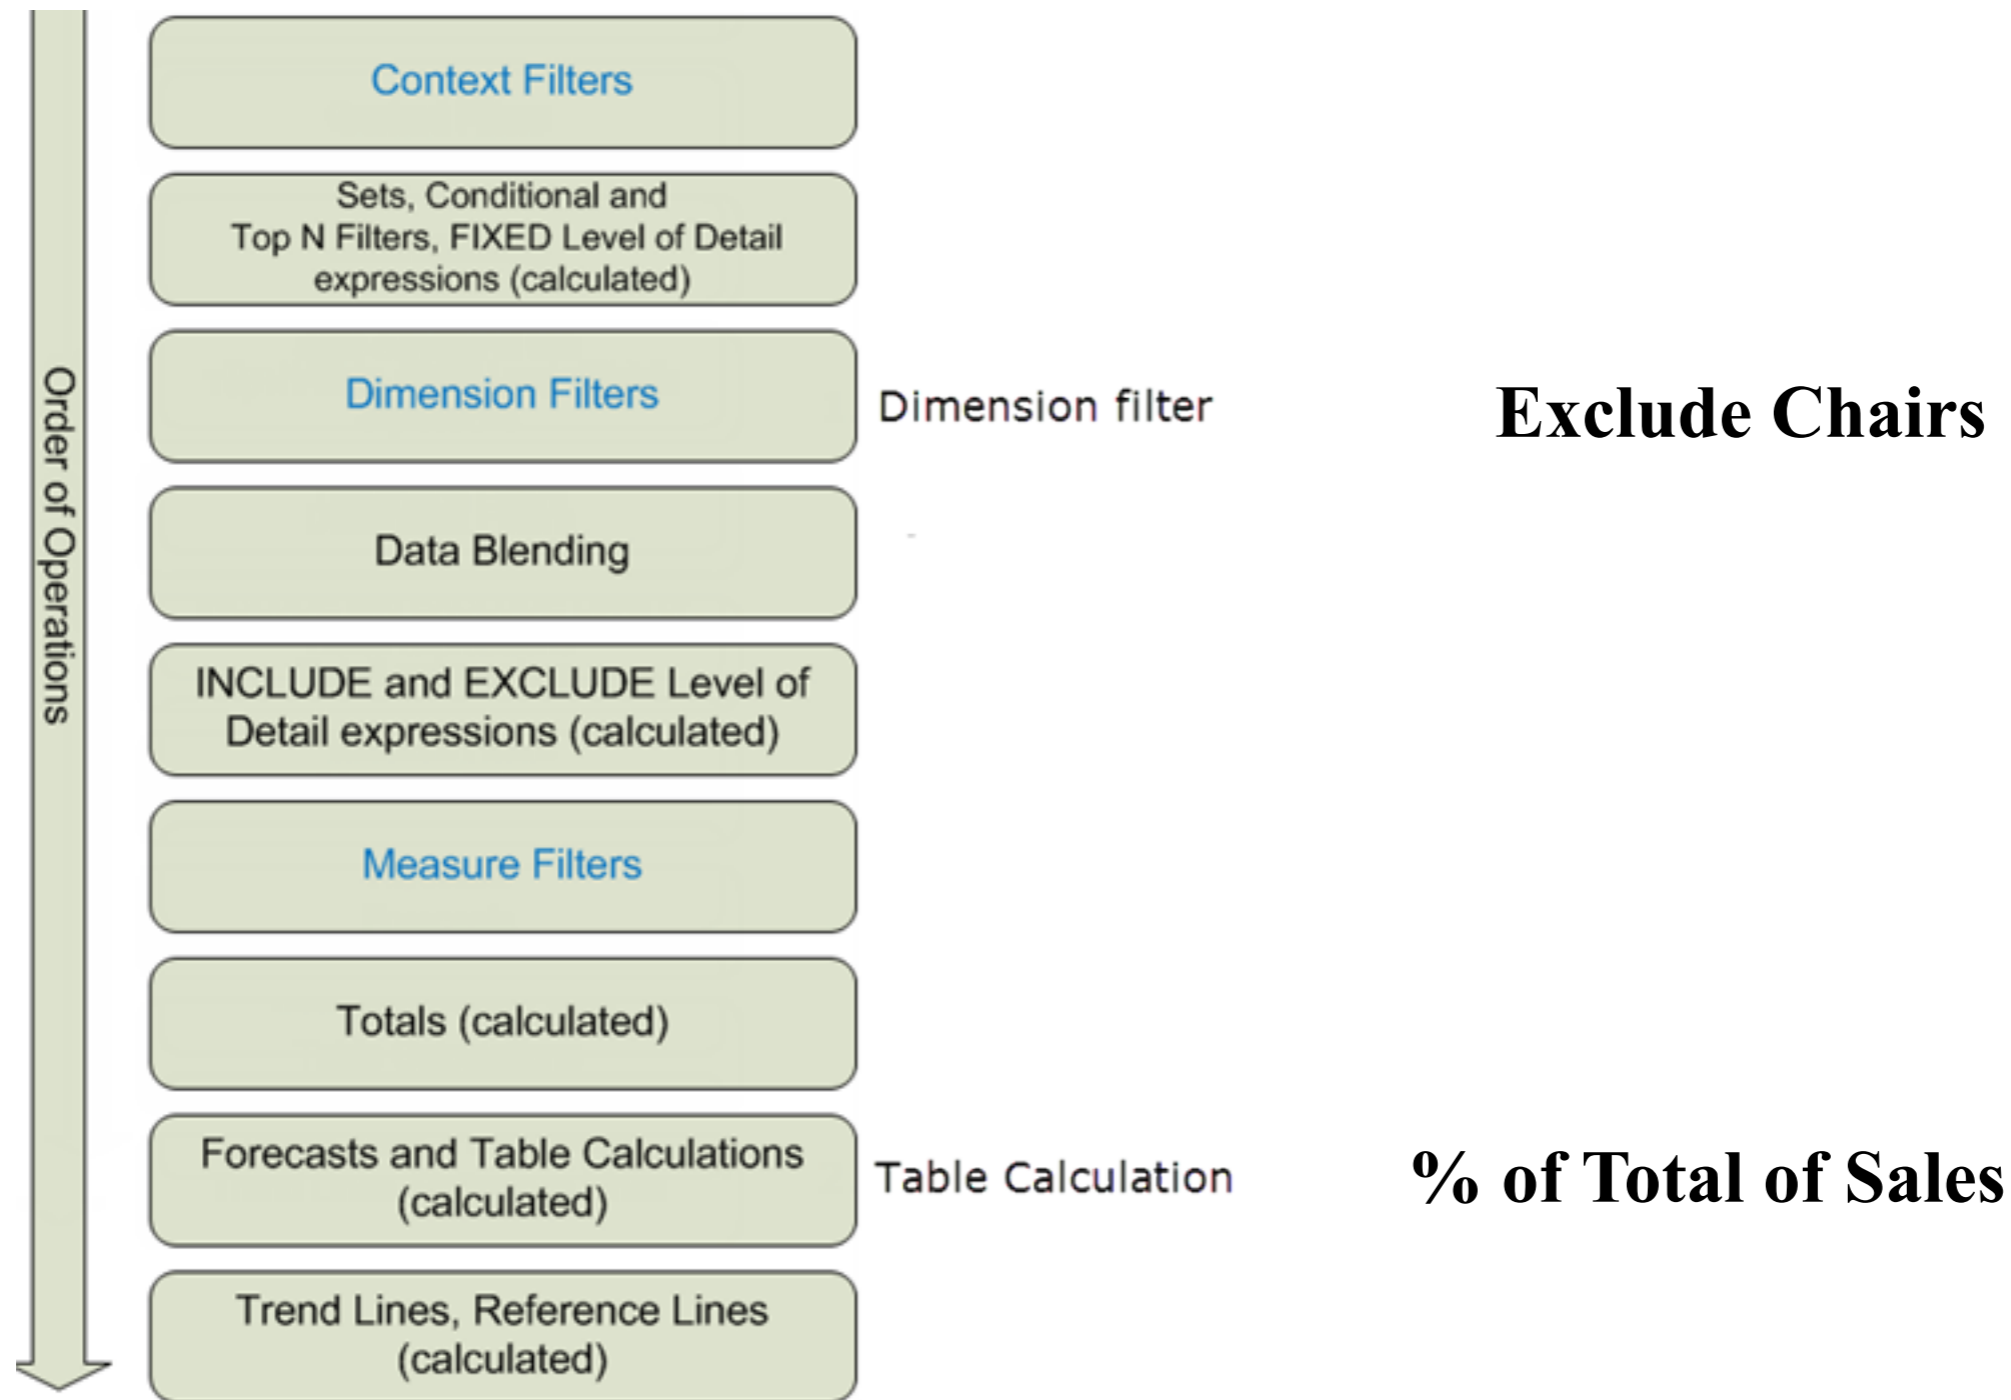 Order of Operations
Context Filters
Sets, Conditional and
Top N Filters, FIXED Level of Detail
expressions (calculated)
Dimension Filters
Dimension filter
Exclude Chairs
Data Blending
INCLUDE and EXCLUDE Level of
Detail expressions (calculated)
Measure Filters
Totals (calculated)
Forecasts and Table Calculations
(calculated)
Table Calculation
% of Total of Sales
Trend Lines, Reference Lines
(calculated)